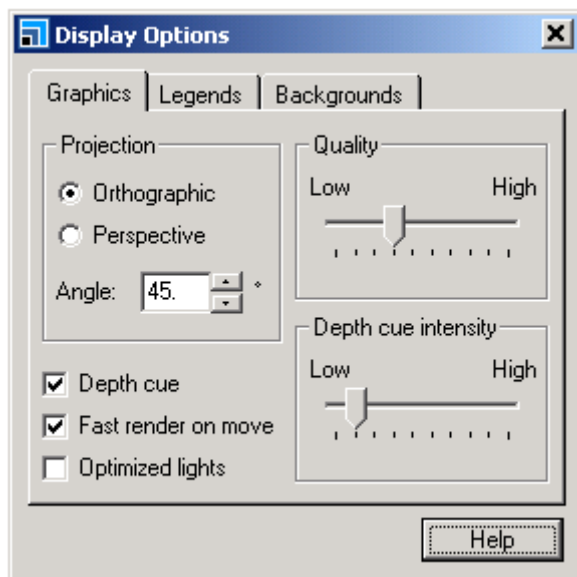 Display Options
Graphics Legends Backgrounds
Projection
Orthographic
Perspective
Angle: 45. °
Depth cue
Fast render on move
Optimized lights
Quality
Low High
Depth cue intensity
Low High
Help